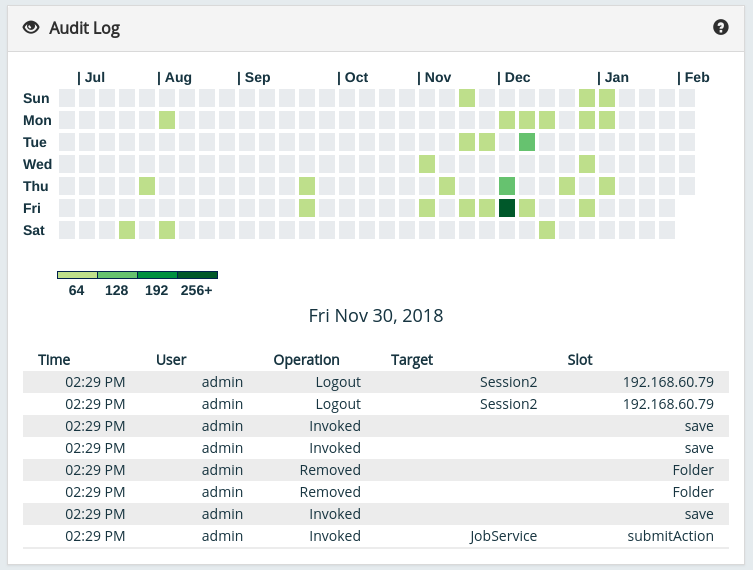 Audit Log
| Jul | Aug | Sep | Oct | Nov | Dec | Jan | Feb
Sun
Mon
Tue
Wed
Thu
Fri
Sat
64 128 192 256+
Fri Nov 30, 2018
Time User Operation Target Slot
02:29 PM admin Logout Session2 192.168.60.79
02:29 PM admin Logout Session2 192.168.60.79
02:29 PM admin Invoked save
02:29 PM admin Invoked save
02:29 PM admin Removed Folder
02:29 PM admin Removed Folder
02:29 PM admin Invoked save
02:29 PM admin Invoked JobService submitAction